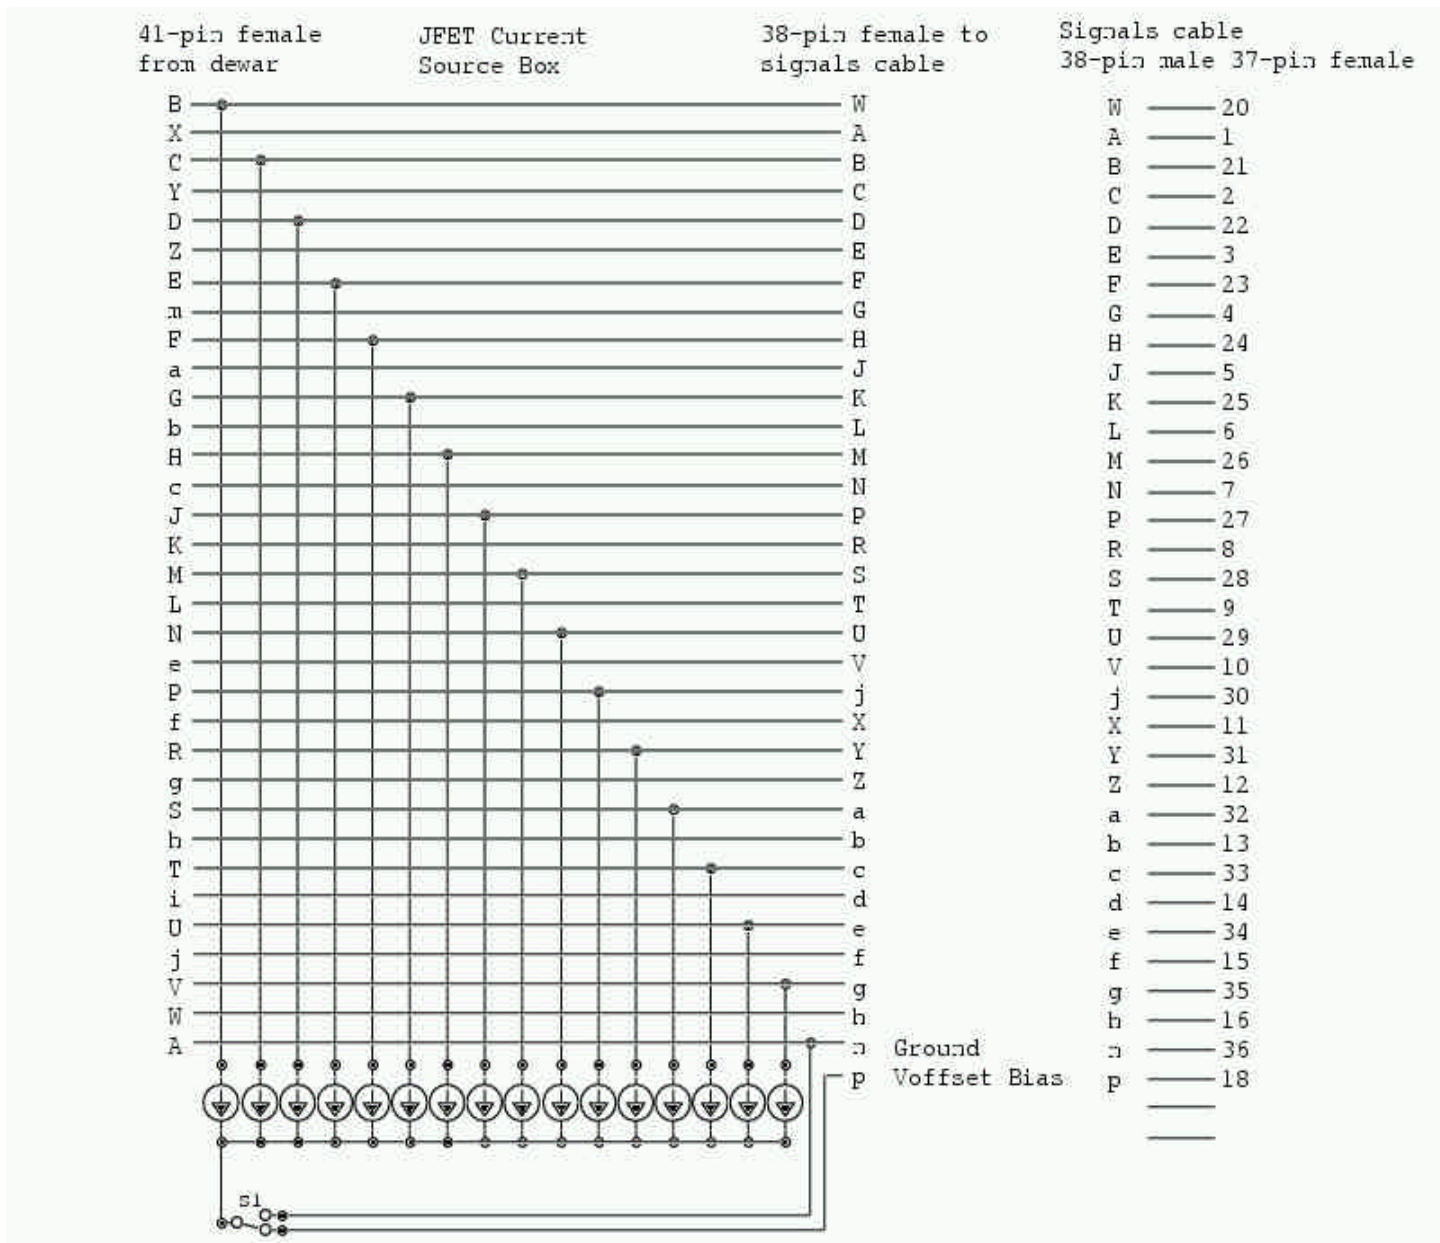 41-pin female JFET Current 38-pin female to Signals cable
from dewar Source Box signals cable 38-pin male 37-pin female
B W W 20
X A A 1
C B B 21
Y C C 2
D D D 22
Z E E 3
E F F 23
m G G 4
F H H 24
a J J 5
G K K 25
b L L 6
H M M 26
c N N 7
J P P 27
K R R 8
M S S 28
L T T 9
N U U 29
e V V 10
P j j 30
f X X 11
R Y Y 31
g Z Z 12
S a a 32
h b b 13
T c c 33
i d d 14
U e e 34
j f f 15
V g g 35
W h h 16
A n Ground n 36
p Voffset Bias p 18
S1